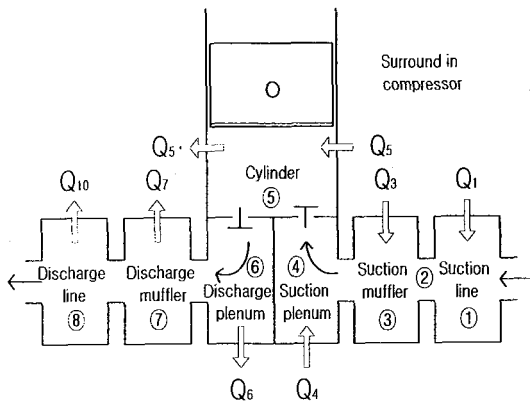 Surround in
compressor
Q5'
Q5
Cylinder
⑤
Q10
Q7
Q3
Q1
Discharge
line
⑧
Discharge
muffler
⑦
⑥
Discharge
plenum
④
Suction
plenum
Suction
muffler
③
②
Suction
line
①
Q6
Q4